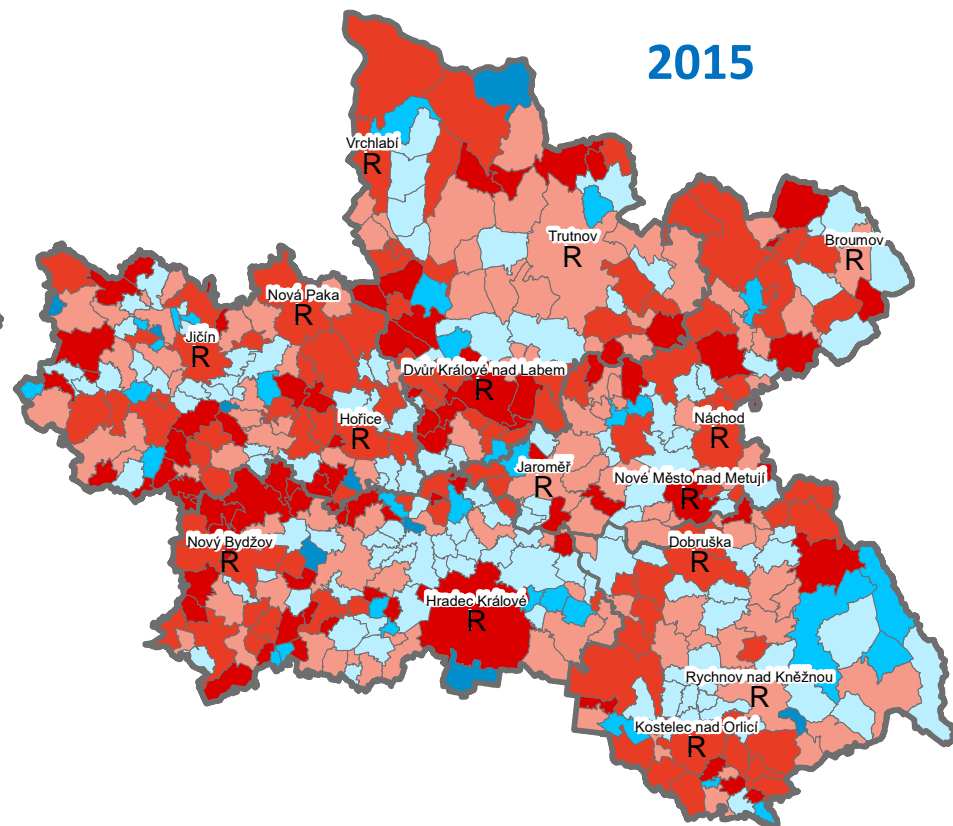 2015
Vrchlabí
R
Trutnov
R
Broumov
R
Nová Paka
R
Jičín
R
Dvůr Králové nad Labem
R
Hořice
R
Náchod
R
Jaroměř
R
Nové Město nad Metují
R
Nový Bydžov
R
Dobruška
R
Hradec Králové
R
Rychnov nad Kněžnou
R
Kostelec nad Orlicí
R